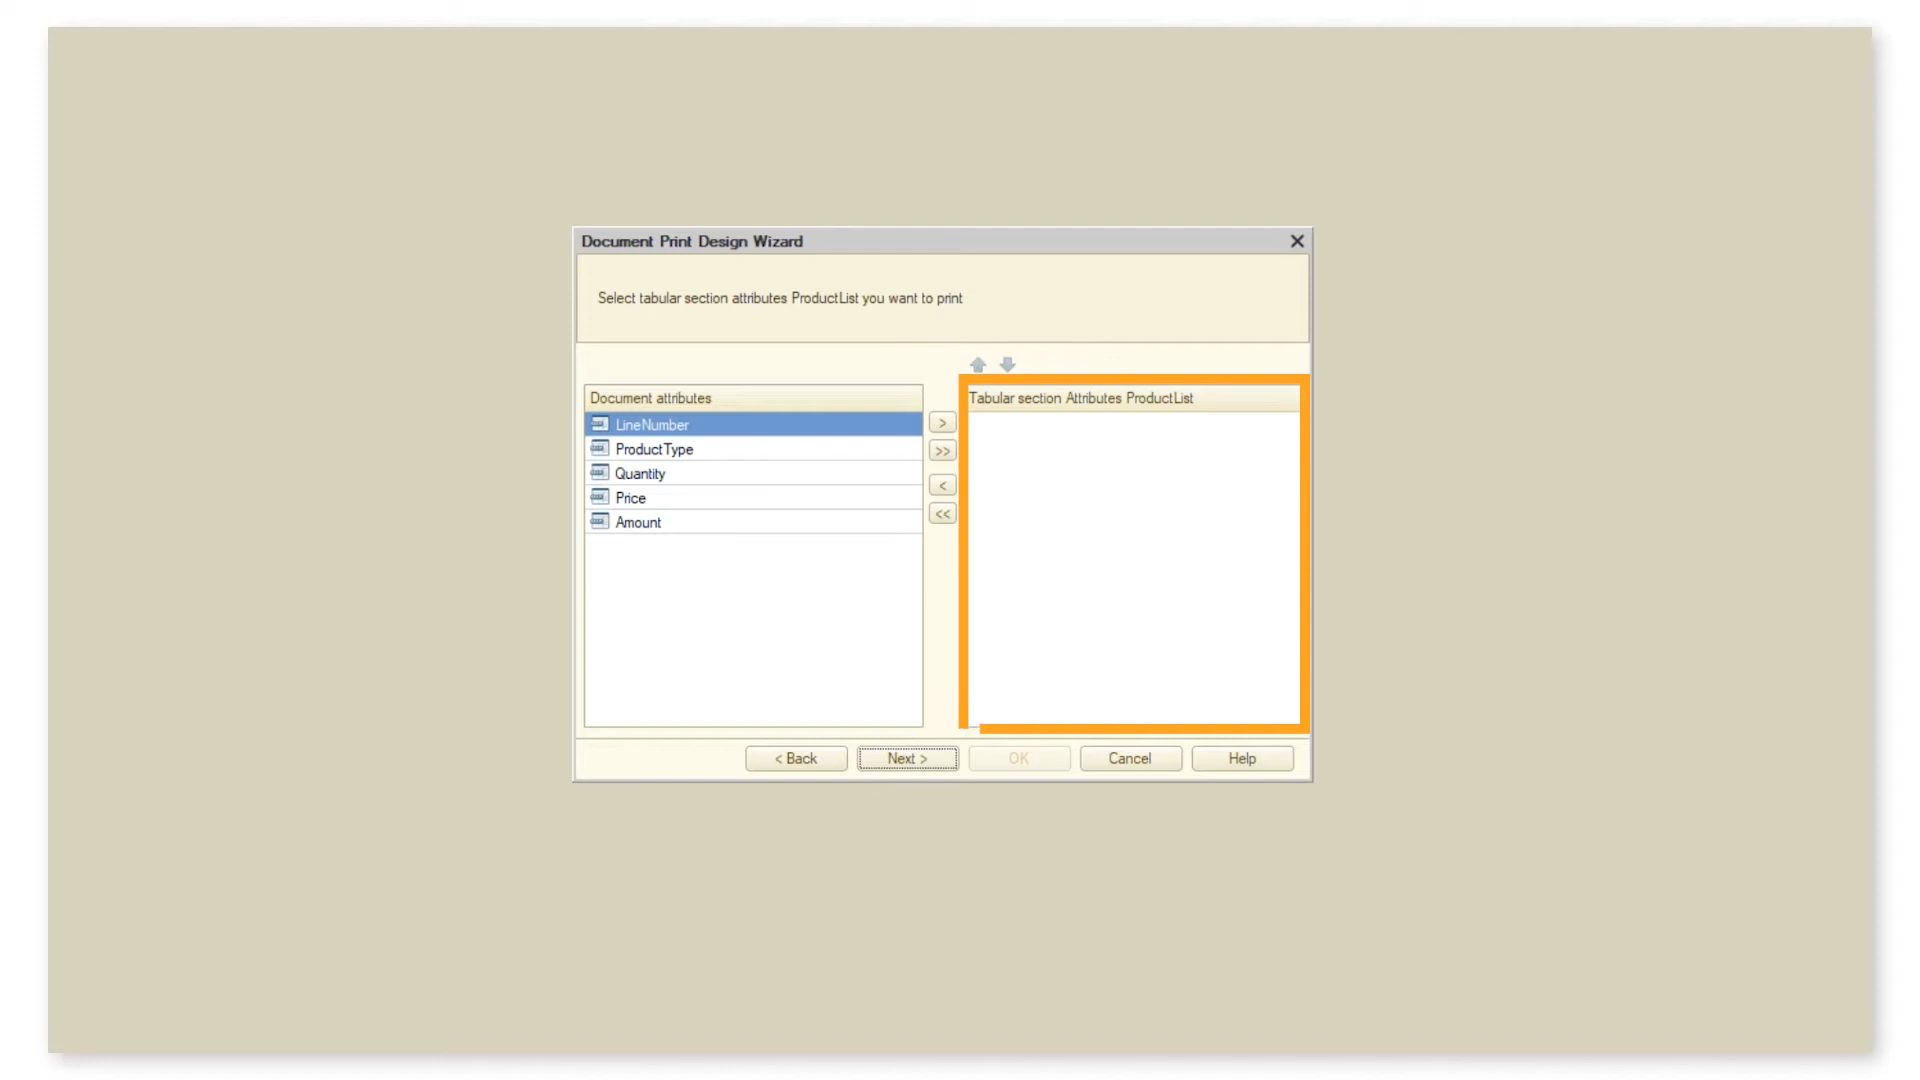 Document Print Design Wizard
Select tabular section attributes ProductList you want to print
Document attributes
LineNumber
ProductType
Quantity
Price
Amount
>
>>
<
<<
Tabular section Attributes ProductList
< Back
Next >
OK
Cancel
Help